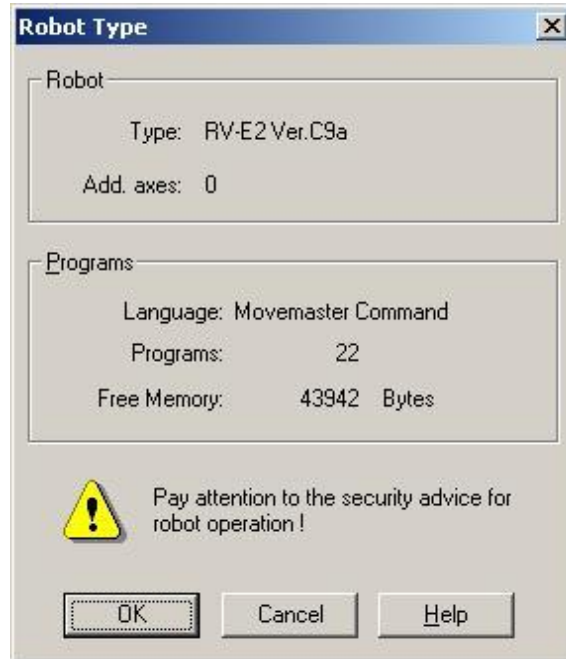 Robot Type
Robot
Type: RV-E2 Ver.C9a
Add. axes: 0
Programs
Language: Movemaster Command
Programs: 22
Free Memory: 43942 Bytes
Pay attention to the security advice for
robot operation !
OK Cancel Help